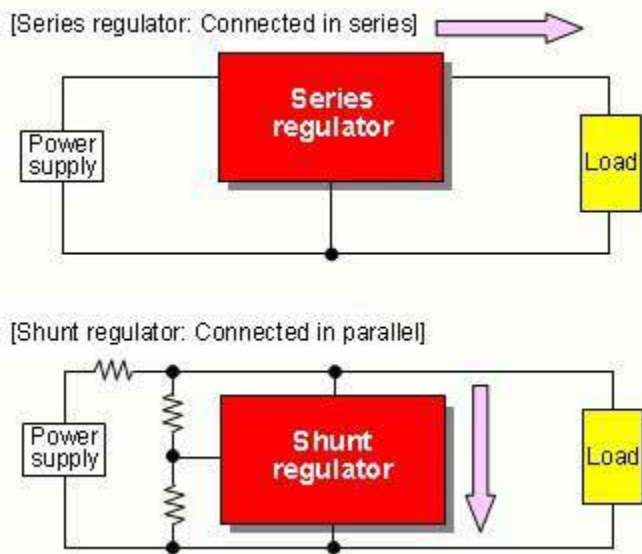 [Series regulator: Connected in series]
Series
regulator
Power
supply
Load
[Shunt regulator: Connected in parallel]
Power
supply
Shunt
regulator
Load